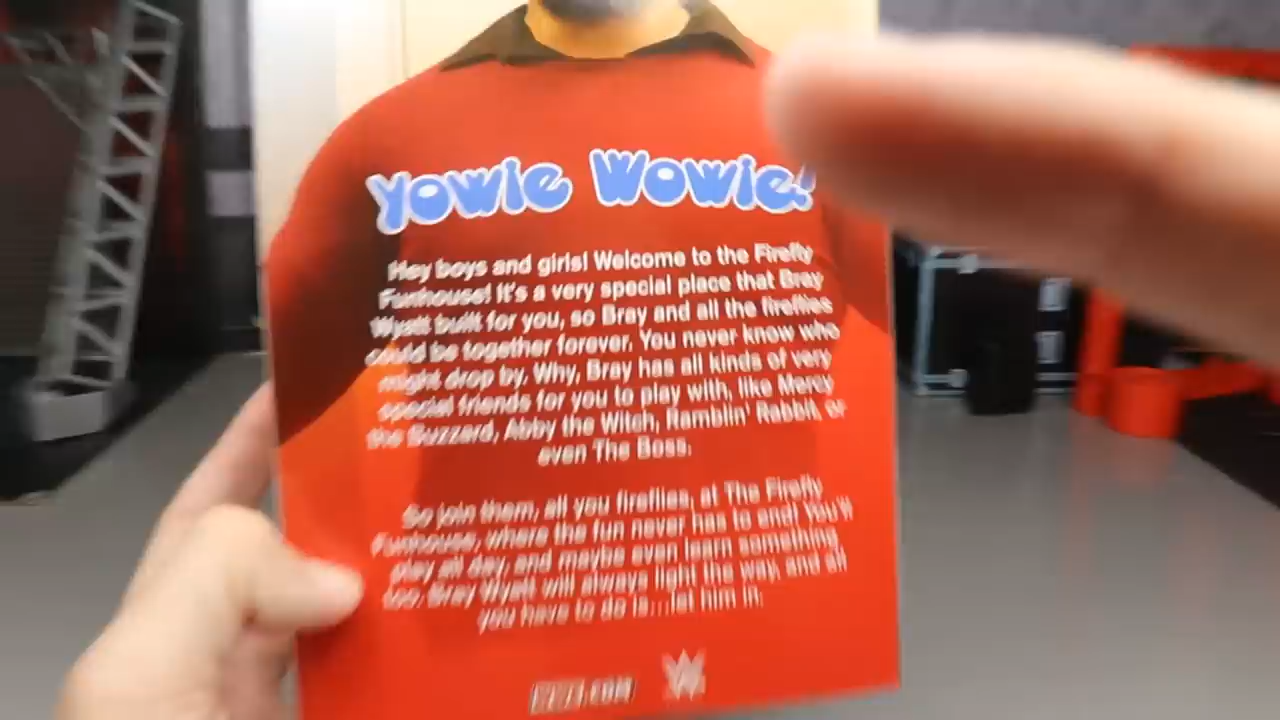 Yowie Wowie!
Hey boys and girls! Welcome to the Firefly
Funhouse! It's a very special place that Bray
Wyatt built for you, so Bray and all the fireflies
could be together forever. You never know who
might drop by. Why, Bray has all kinds of very
special friends for you to play with, like Mercy
the Buzzard, Abby the Witch, Ramblin' Rabbit, or
even The Boss.
So join them, all you fireflies, at The Firefly
Funhouse, where the fun never has to end! You'll
play all day, and maybe even learn something
too. Bray Wyatt will always light the way, and all
you have to do is...let him in.
W